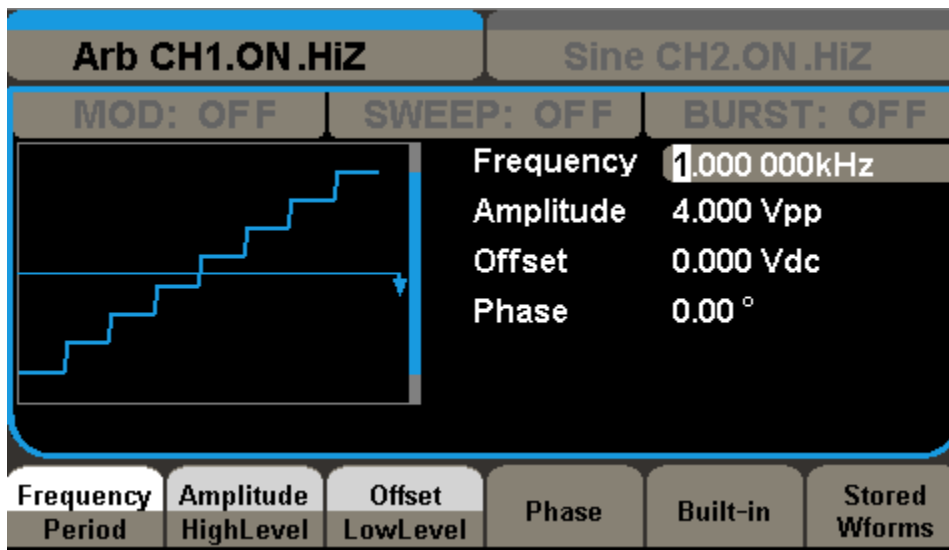 Arb CH1.ON.HiZ
Sine CH2.ON.HiZ
MOD: OFF
SWEEP: OFF
BURST: OFF
Frequency 1.000 000kHz
Amplitude 4.000 Vpp
Offset 0.000 Vdc
Phase 0.00 °
Frequency
Period
Amplitude
HighLevel
Offset
LowLevel
Phase
Built-in
Stored
Wforms